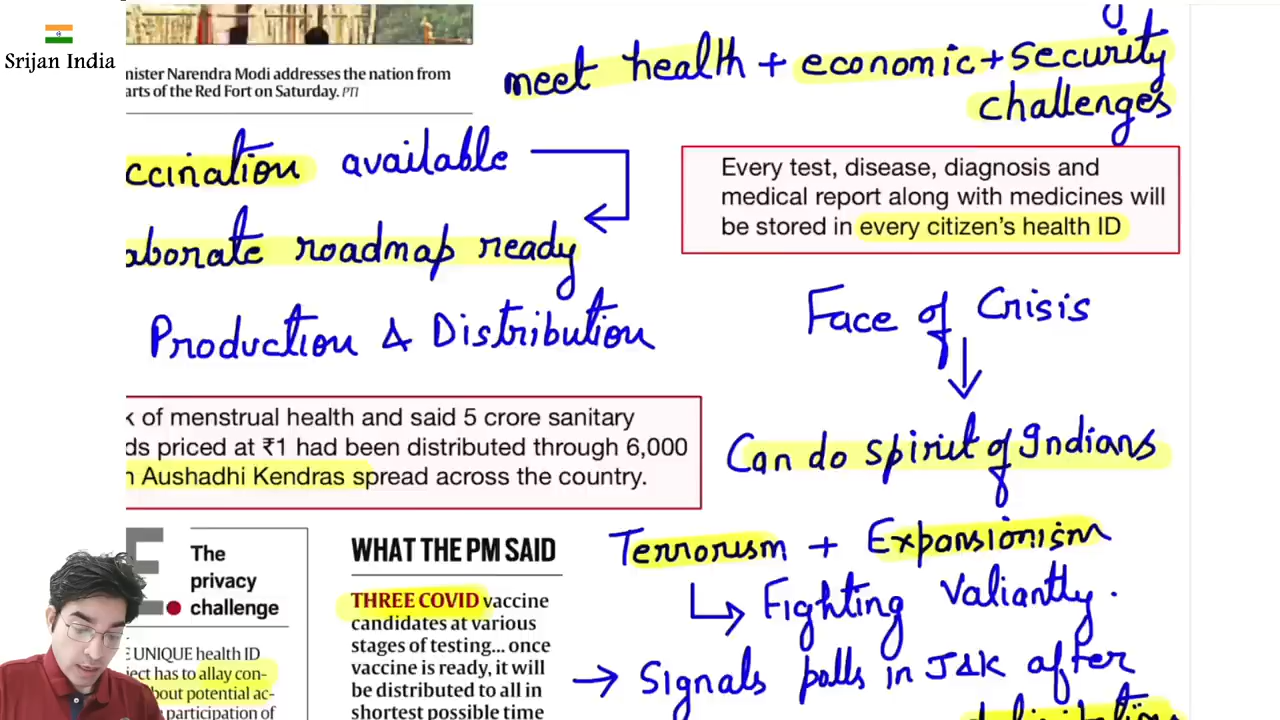 Srijan India
inister Narendra Modi addresses the nation from
arts of the Red Fort on Saturday. PTI
meet health + economic + security
challenges
ccination available
aborate roadmap ready
Production & Distribution
Every test, disease, diagnosis and
medical report along with medicines will
be stored in every citizen's health ID
Face of Crisis
k of menstrual health and said 5 crore sanitary
ds priced at ₹1 had been distributed through 6,000
n Aushadhi Kendras spread across the country.
Can do spirit of Indians
Terrorism + Expansionism
Fighting Valiantly.
Signals polls in J&K after
E.
The
privacy
challenge
E UNIQUE health ID
ject has to allay con-
bout potential ac-
participation of
WHAT THE PM SAID
THREE COVID vaccine
candidates at various
stages of testing... once
vaccine is ready, it will
be distributed to all in
shortest possible time